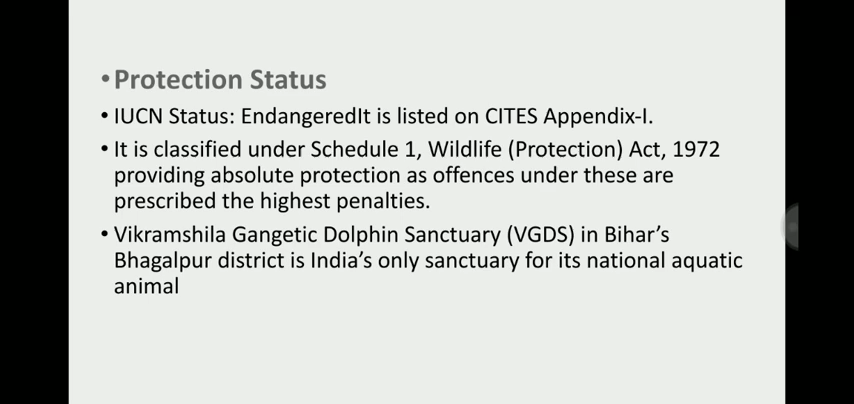 •Protection Status
• IUCN Status: EndangeredIt is listed on CITES Appendix-I.
• It is classified under Schedule 1, Wildlife (Protection) Act, 1972
providing absolute protection as offences under these are
prescribed the highest penalties.
• Vikramshila Gangetic Dolphin Sanctuary (VGDS) in Bihar’s
Bhagalpur district is India’s only sanctuary for its national aquatic
animal